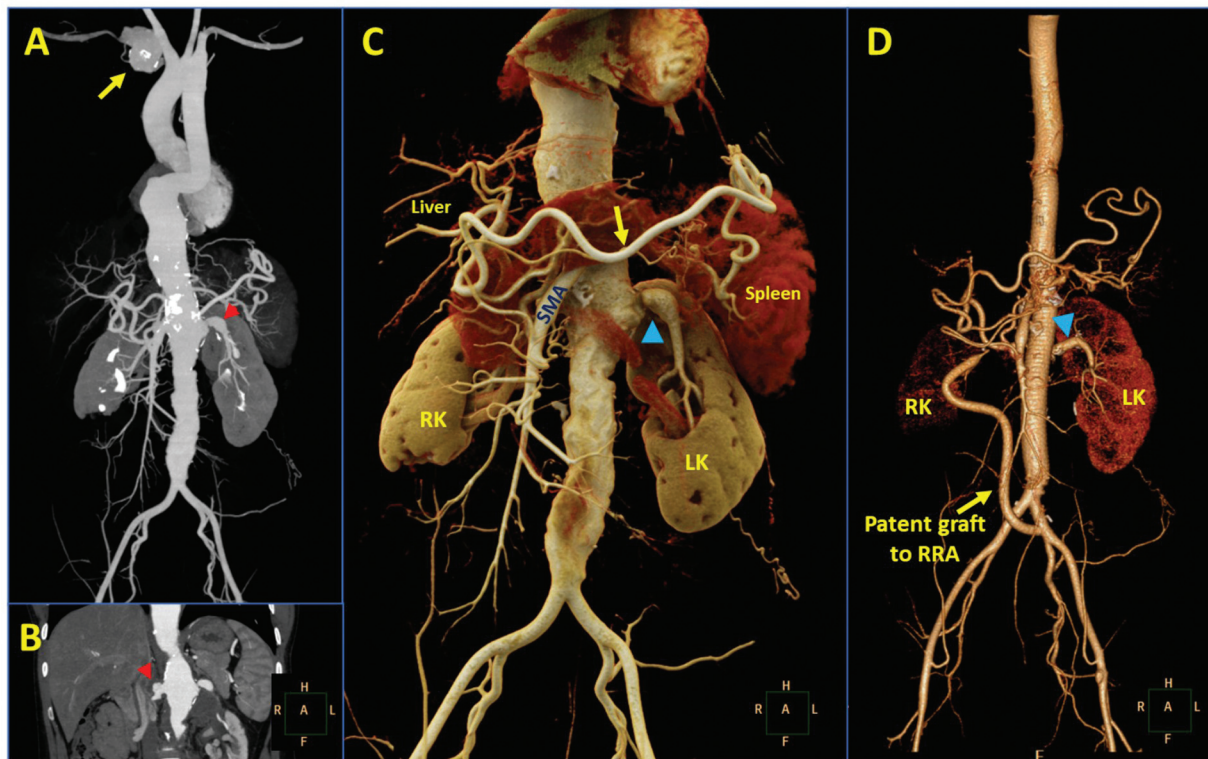 A
B
H
R A L
F
C
Liver
Spleen
SMA
RK
LK
H
R A L
F
D
RK
LK
Patent graft
to RRA
H
R A L
F
F